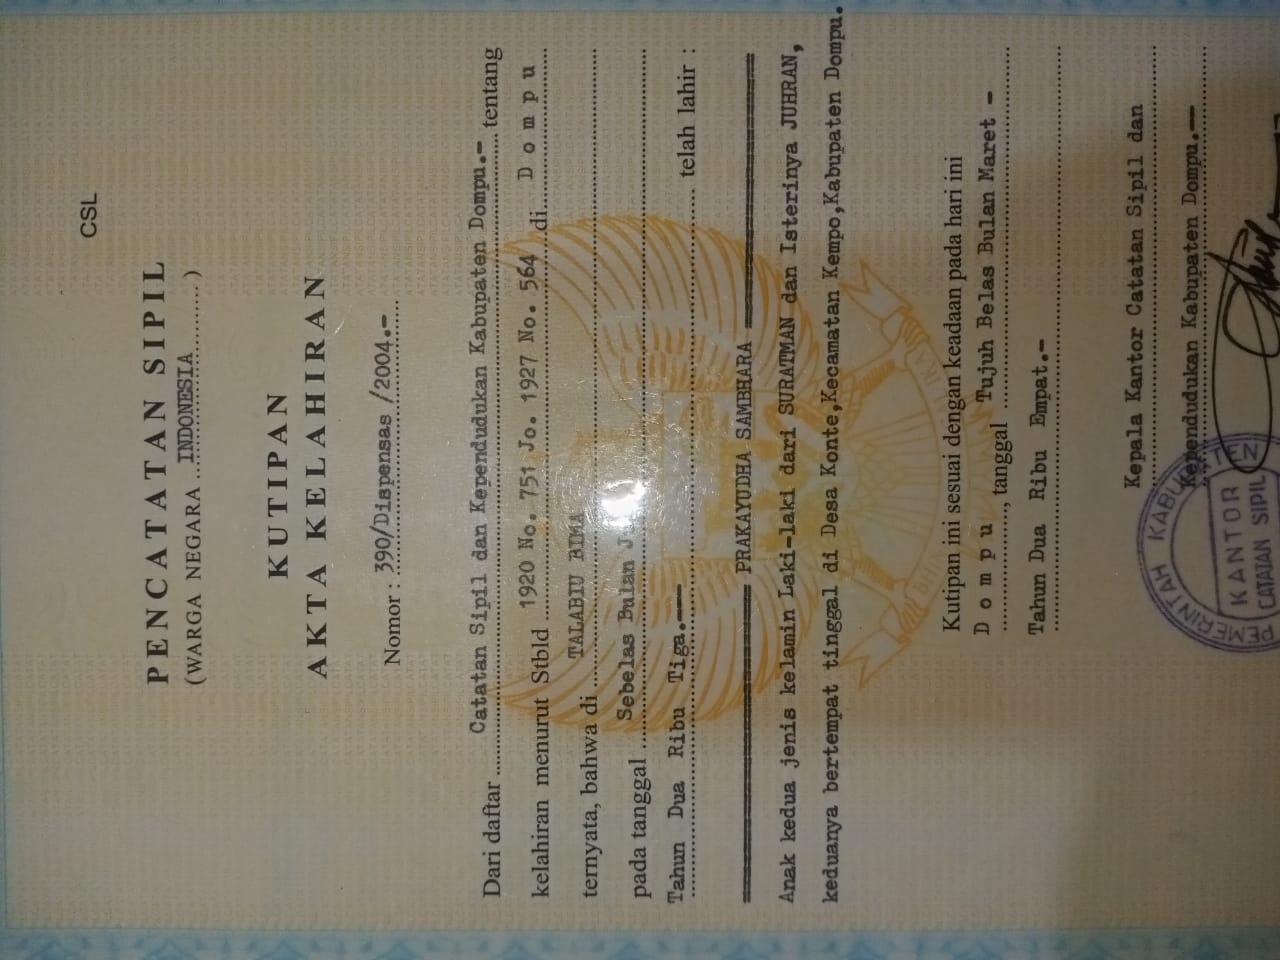 CSL
PENCATATAN SIPIL
(WARGA NEGARA ...INDONESIA............)
KUTIPAN
AKTA KELAHIRAN
Nomor : 390/Dispensas /2004.-
Dari daftar Catatan Sipil dan Kependudukan Kabupaten Dompu.- tentang
kelahiran menurut Stbld 1920 No. 751 Jo. 1927 No. 564 di D o m p u
ternyata, bahwa di TALABIU BIMA
pada tanggal Sebelas Bulan
Tahun Dua Ribu Tiga.-- telah lahir :
PRAKAYUDHA SAMBHARA
Anak kedua jenis kelamin Laki-laki dari SURATMAN dan Isterinya JUHRAN,
keduanya bertempat tinggal di Desa Konte,Kecamatan Kempo,Kabupaten Dompu.
Kutipan ini sesuai dengan keadaan pada hari ini
D o m p u, tanggal Tujuh Belas Bulan Maret -
Tahun Dua Ribu Empat.-
Kepala Kantor Catatan Sipil dan
Kependudukan Kabupaten Dompu.--
PEMERINTAH KABUPATEN
KANTOR
CATATAN SIPIL